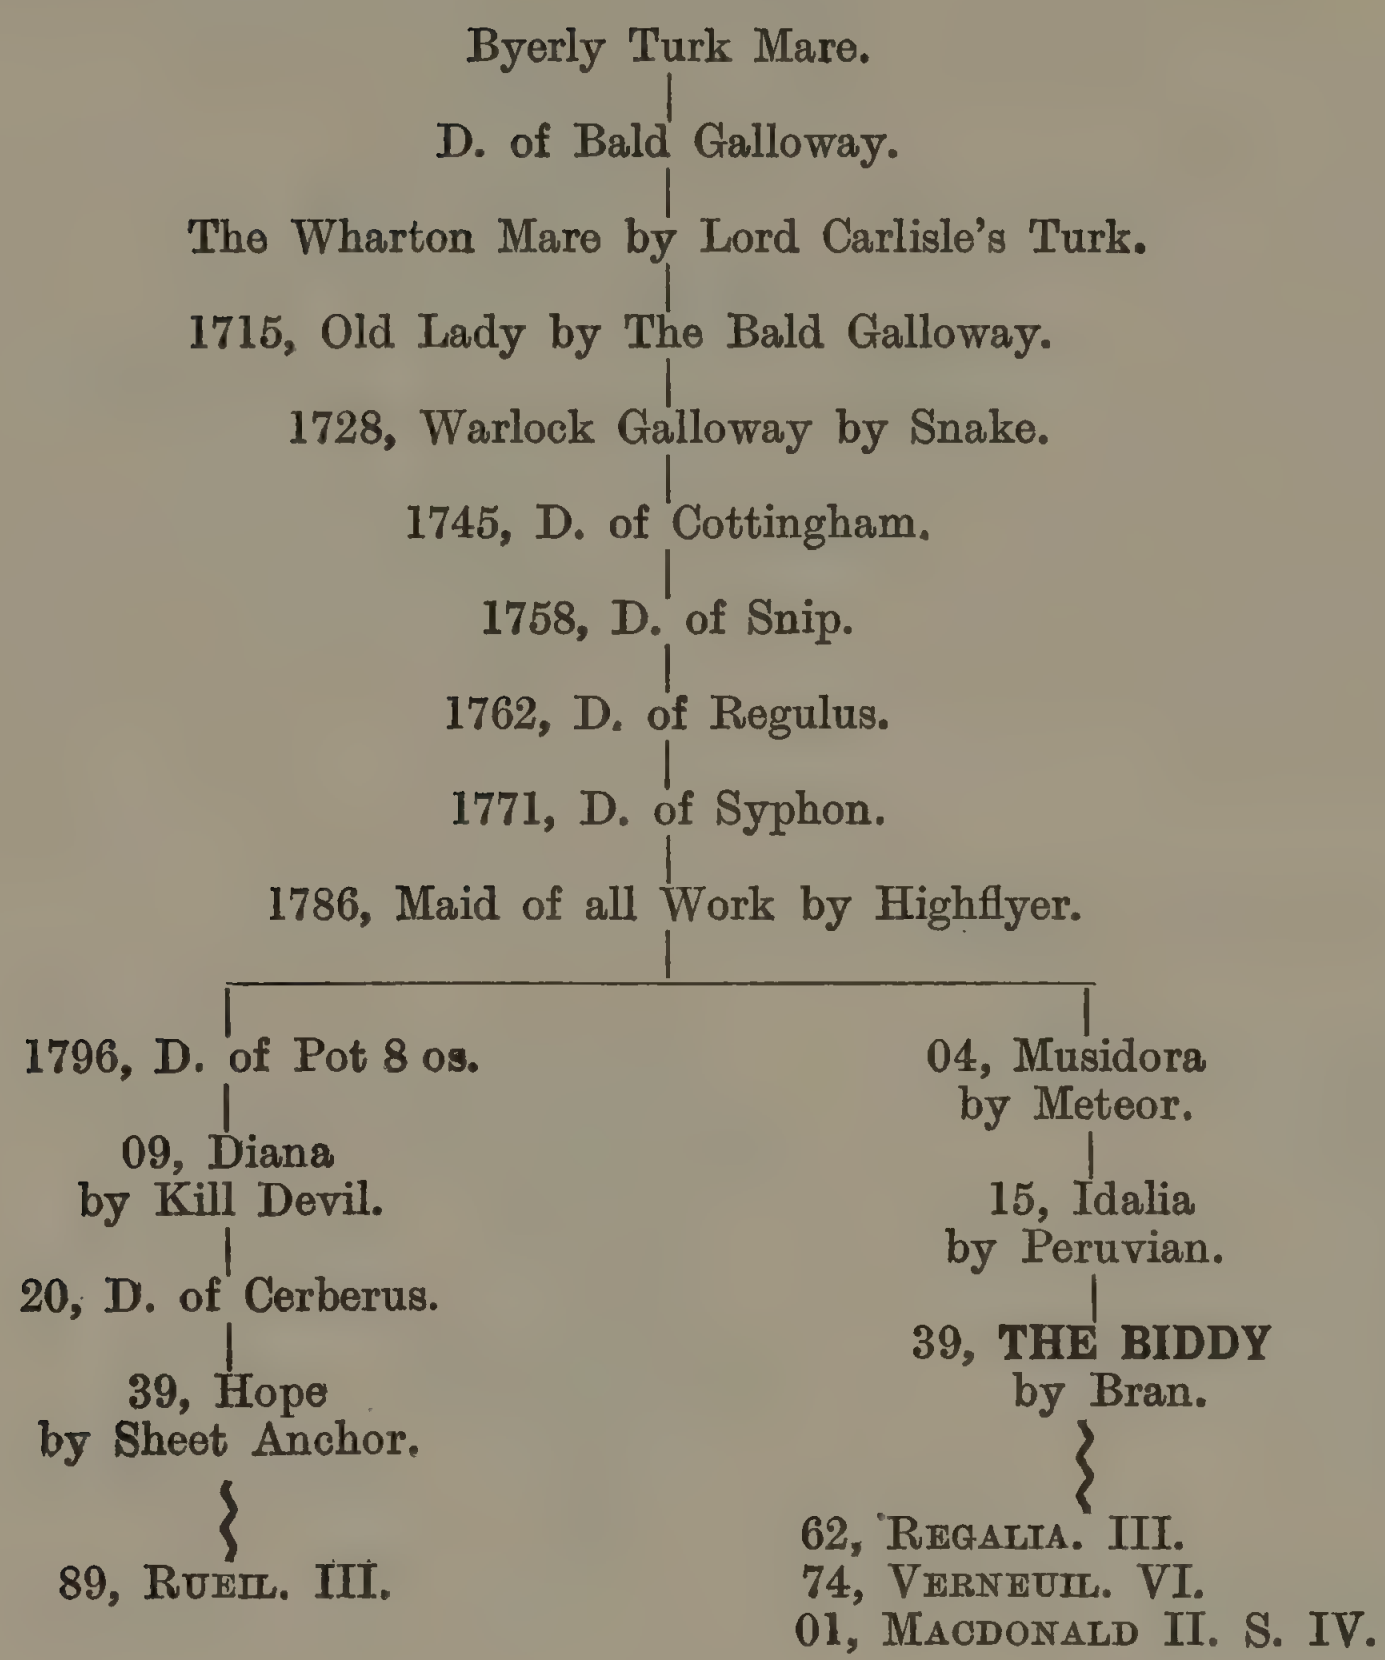 Byerly Turk Mare.
D. of Bald Galloway.
The Wharton Mare by Lord Carlisle's Turk.
1715, Old Lady by The Bald Galloway.
1728, Warlock Galloway by Snake.
1745, D. of Cottingham.
1758, D. of Snip.
1762, D. of Regulus.
1771, D. of Syphon.
1786, Maid of all Work by Highflyer.
1796, D. of Pot 8 os.
09, Diana
by Kill Devil.
20, D. of Cerberus.
39, Hope
by Sheet Anchor.
89, RUEIL. III.
04, Musidora
by Meteor.
15, Idalia
by Peruvian.
39, THE BIDDY
by Bran.
62, REGALIA. III.
74, VERNEUIL. VI.
01, MACDONALD II. S. IV.